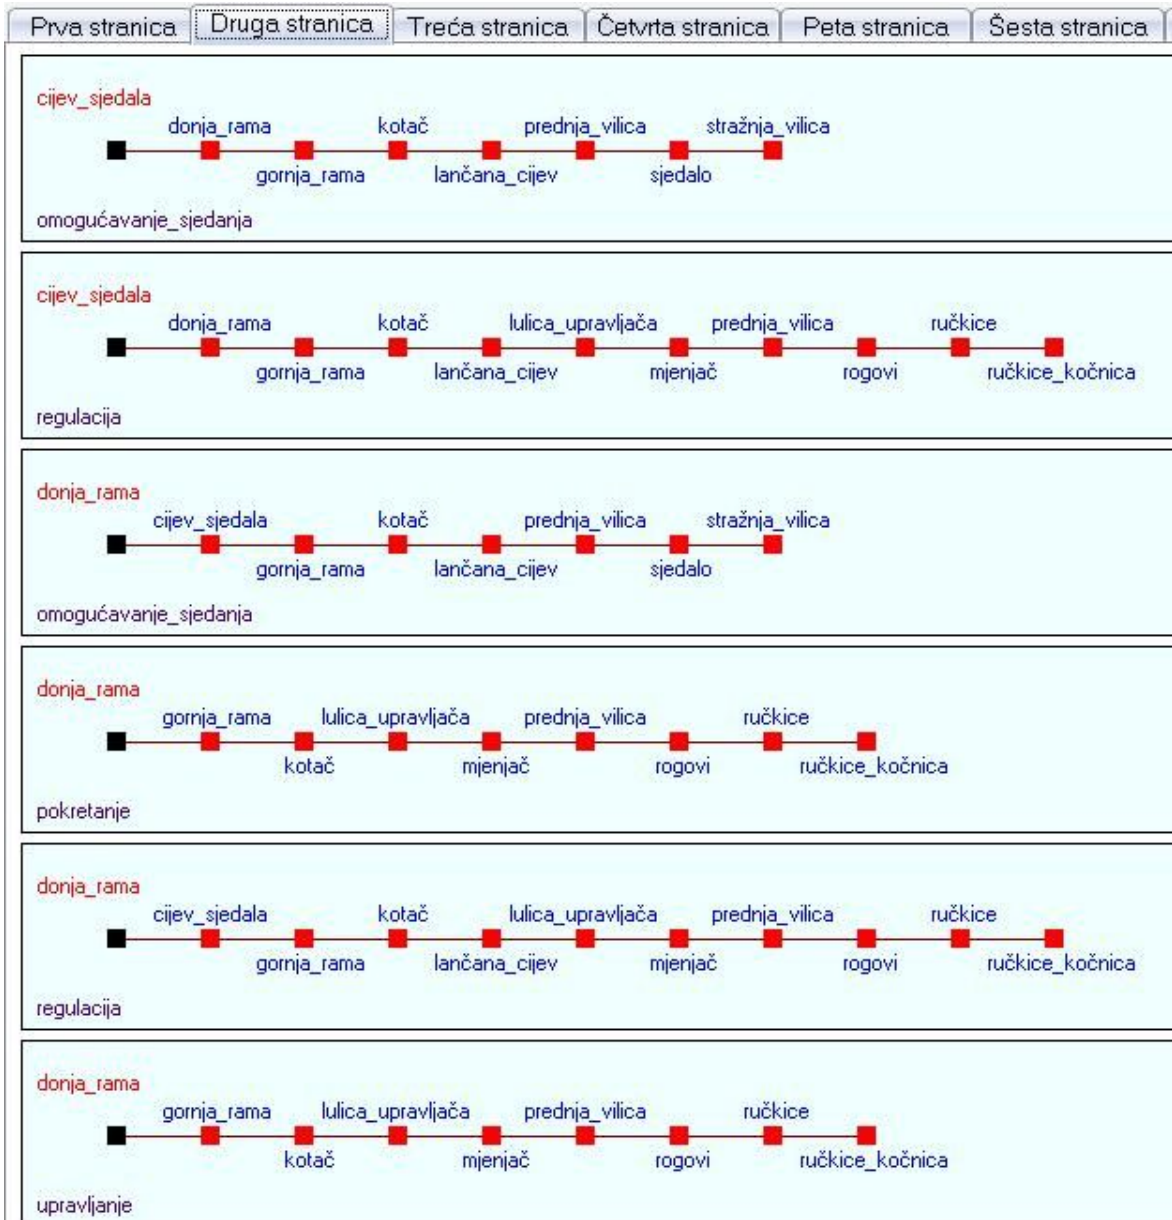 Prva stranica Druga stranica Treća stranica Četvrta stranica Peta stranica Šesta stranica
cijev_sjedala
donja_rama kotač prednja_vilica stražnja_vilica
gornja_rama lančana_cijev sjedalo
omogućavanje_sjedanja
cijev_sjedala
donja_rama kotač lulica_upravljača prednja_vilica ručkice
gornja_rama lančana_cijev mjenjač rogovi ručkice_kočnica
regulacija
donja_rama
cijev_sjedala kotač prednja_vilica stražnja_vilica
gornja_rama lančana_cijev sjedalo
omogućavanje_sjedanja
donja_rama
gornja_rama lulica_upravljača prednja_vilica ručkice
kotač mjenjač rogovi ručkice_kočnica
pokretanje
donja_rama
cijev_sjedala kotač lulica_upravljača prednja_vilica ručkice
gornja_rama lančana_cijev mjenjač rogovi ručkice_kočnica
regulacija
donja_rama
gornja_rama lulica_upravljača prednja_vilica ručkice
kotač mjenjač rogovi ručkice_kočnica
upravljanje